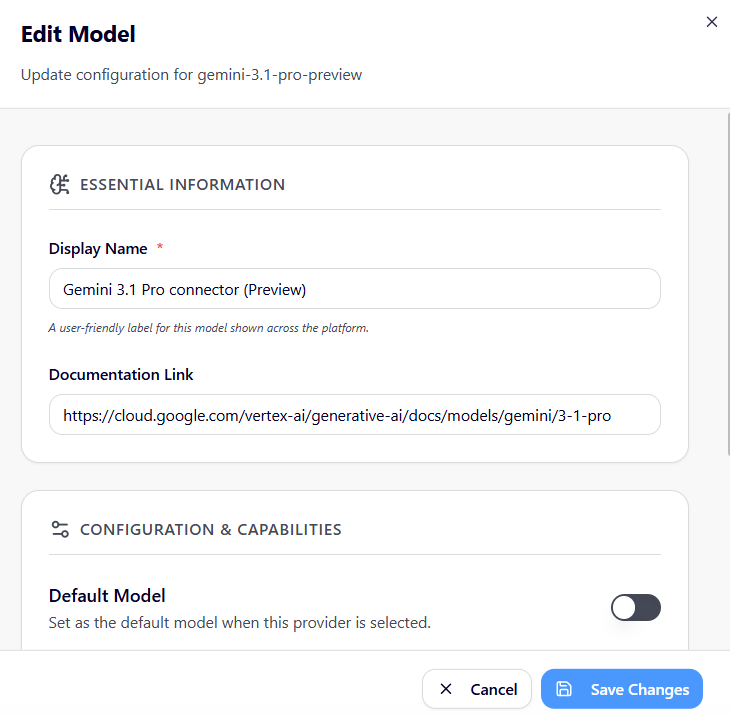 Edit Model
Update configuration for gemini-3.1-pro-preview
ESSENTIAL INFORMATION
Display Name *
Gemini 3.1 Pro connector (Preview)
A user-friendly label for this model shown across the platform.
Documentation Link
https://cloud.google.com/vertex-ai/generative-ai/docs/models/gemini/3-1-pro
CONFIGURATION & CAPABILITIES
Default Model
Set as the default model when this provider is selected.
Cancel
Save Changes